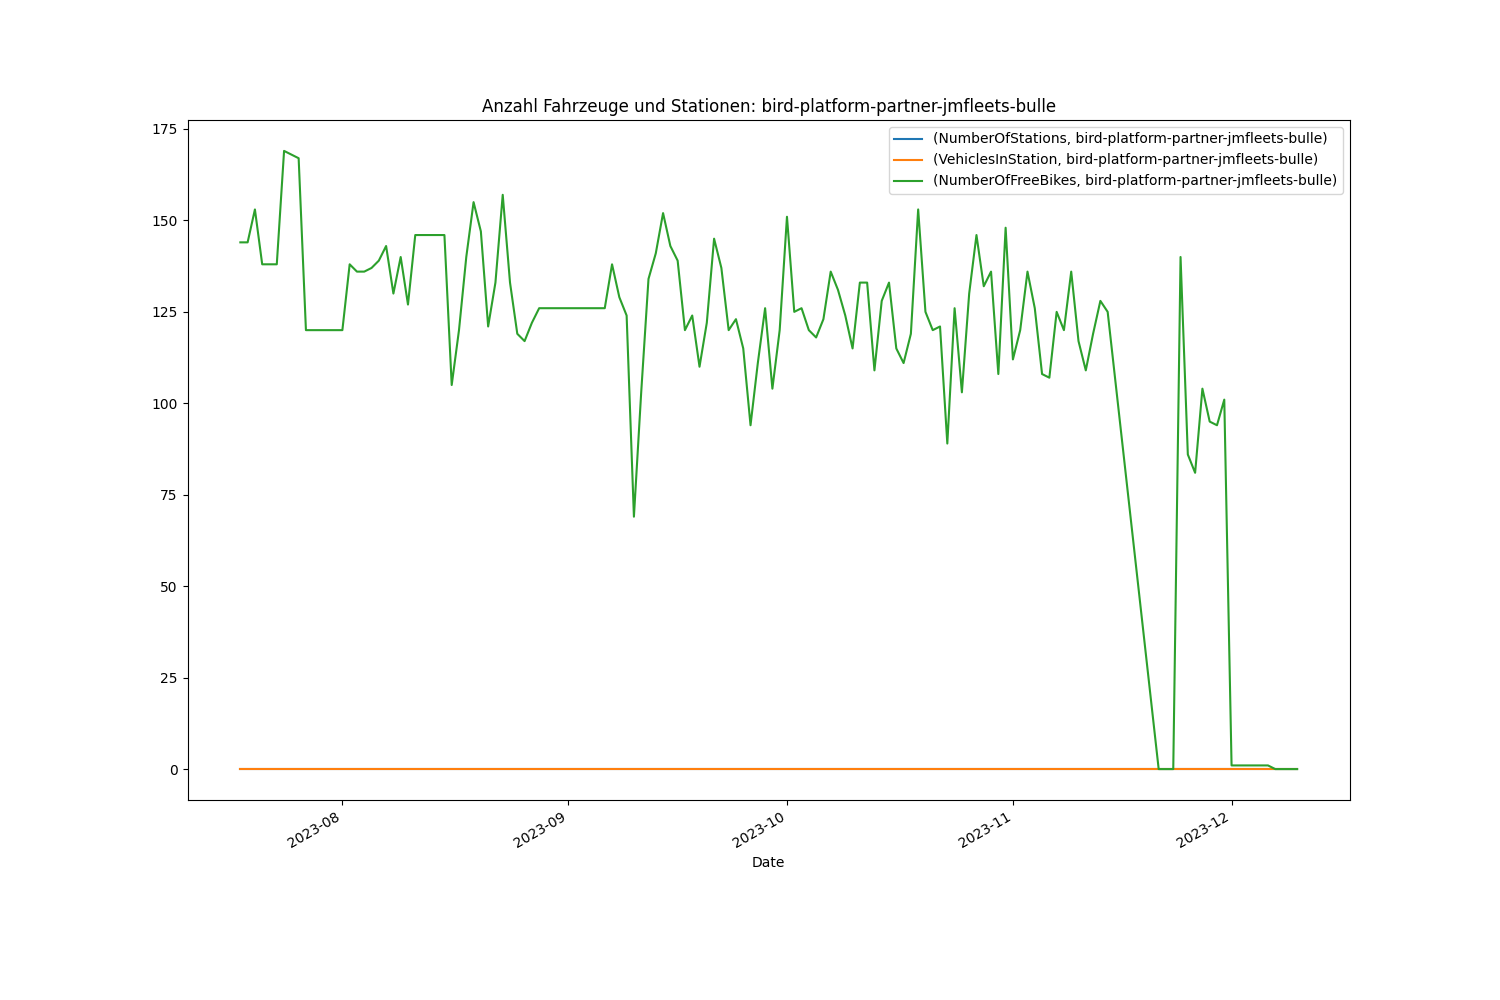 Anzahl Fahrzeuge und Stationen: bird-platform-partner-jmfleets-bulle
(NumberOfStations, bird-platform-partner-jmfleets-bulle)
(VehiclesInStation, bird-platform-partner-jmfleets-bulle)
(NumberOfFreeBikes, bird-platform-partner-jmfleets-bulle)
175
150
125
100
75
50
25
0
2023-08
2023-09
2023-10
2023-11
2023-12
Date